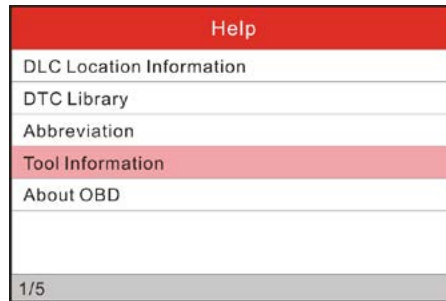 Help
DLC Location Information
DTC Library
Abbreviation
Tool Information
About OBD
1/5